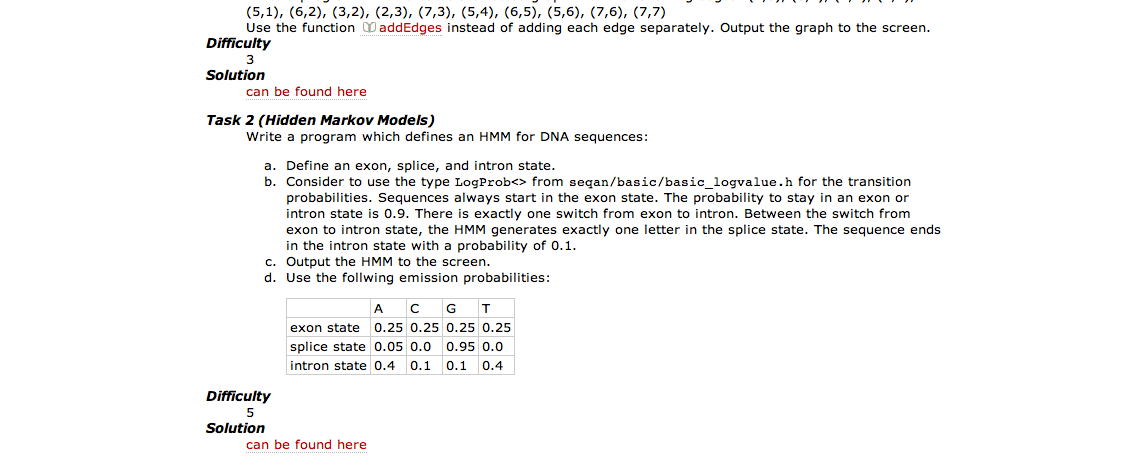 (5,1), (6,2), (3,2), (2,3), (7,3), (5,4), (6,5), (5,6), (7,6), (7,7)
Use the function addEdges instead of adding each edge separately. Output the graph to the screen.
Difficulty
3
Solution
can be found here
Task 2 (Hidden Markov Models)
Write a program which defines an HMM for DNA sequences:
a. Define an exon, splice, and intron state.
b. Consider to use the type LogProb<> from seqan/basic/basic_logvalue.h for the transition
probabilities. Sequences always start in the exon state. The probability to stay in an exon or
intron state is 0.9. There is exactly one switch from exon to intron. Between the switch from
exon to intron state, the HMM generates exactly one letter in the splice state. The sequence ends
in the intron state with a probability of 0.1.
c. Output the HMM to the screen.
d. Use the follwing emission probabilities:
A C G T
exon state 0.25 0.25 0.25 0.25
splice state 0.05 0.0 0.95 0.0
intron state 0.4 0.1 0.1 0.4
Difficulty
5
Solution
can be found here